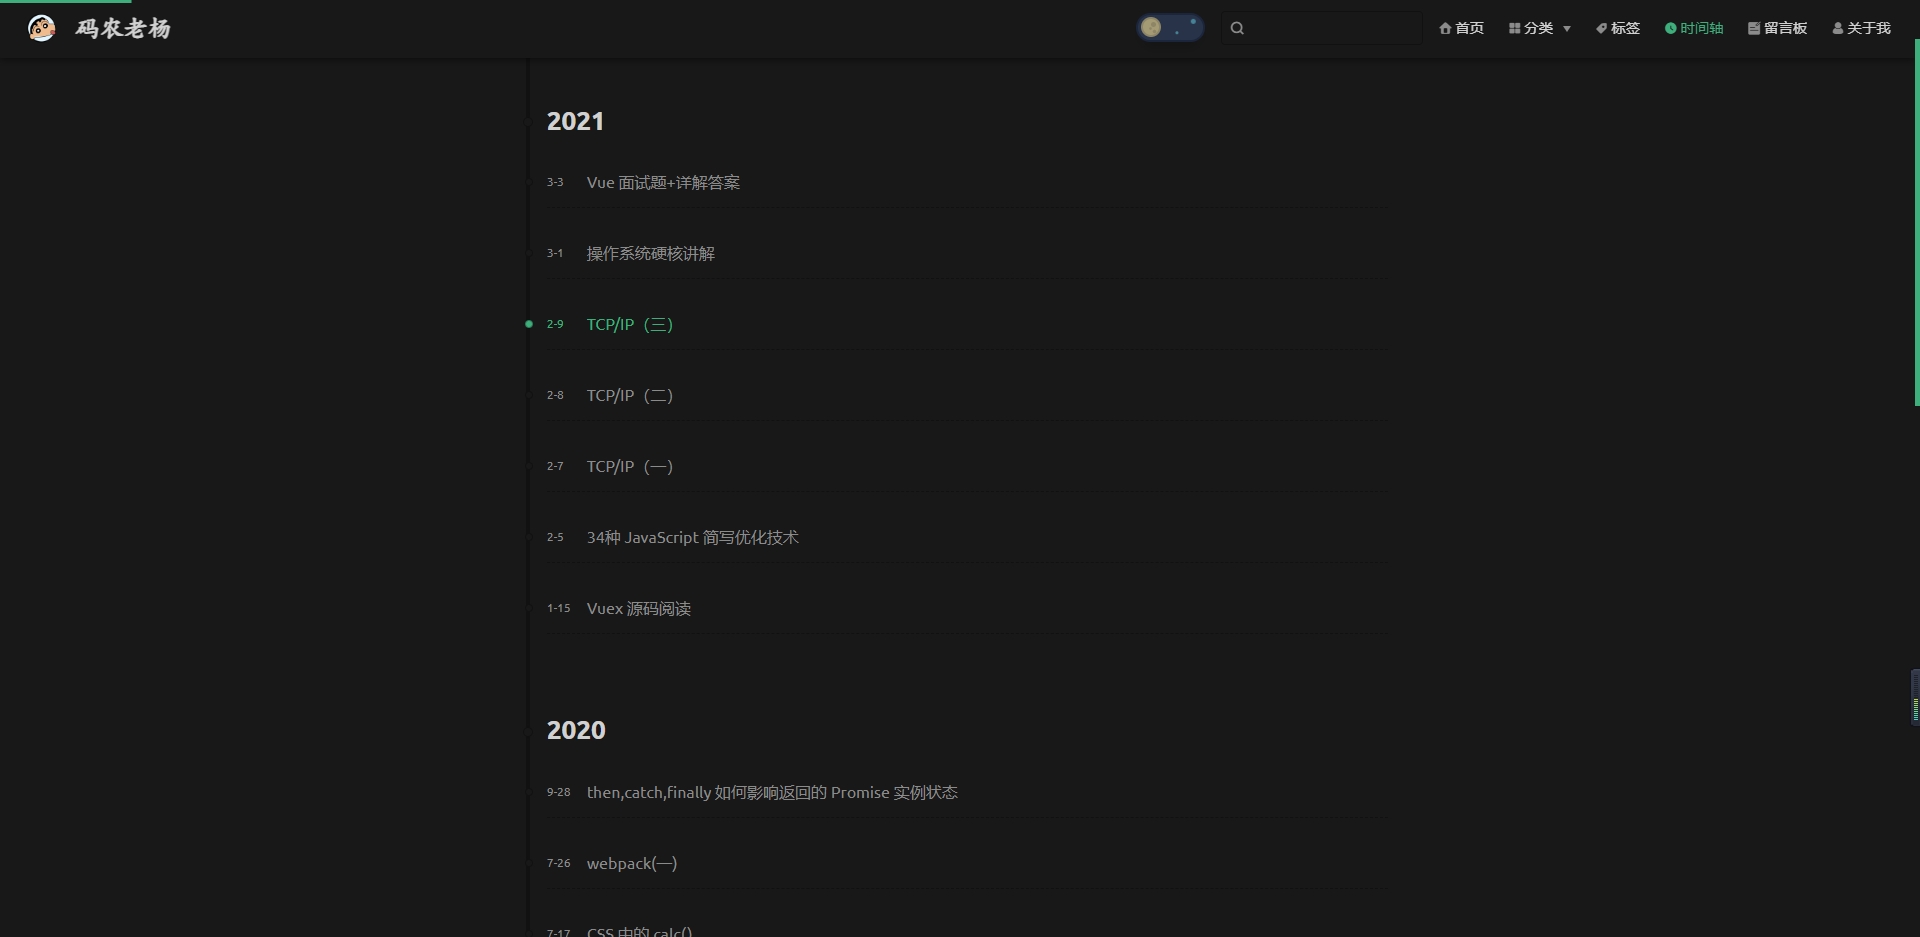 码农老杨
首页 分类 标签 时间轴 留言板 关于我
2021
3-3 Vue 面试题+详解答案
3-1 操作系统硬核讲解
2-9 TCP/IP（三）
2-8 TCP/IP（二）
2-7 TCP/IP（一）
2-5 34种 JavaScript 简写优化技术
1-15 Vuex 源码阅读
2020
9-28 then,catch,finally 如何影响返回的 Promise 实例状态
7-26 webpack(一)
7-17 CSS 中的 calc()